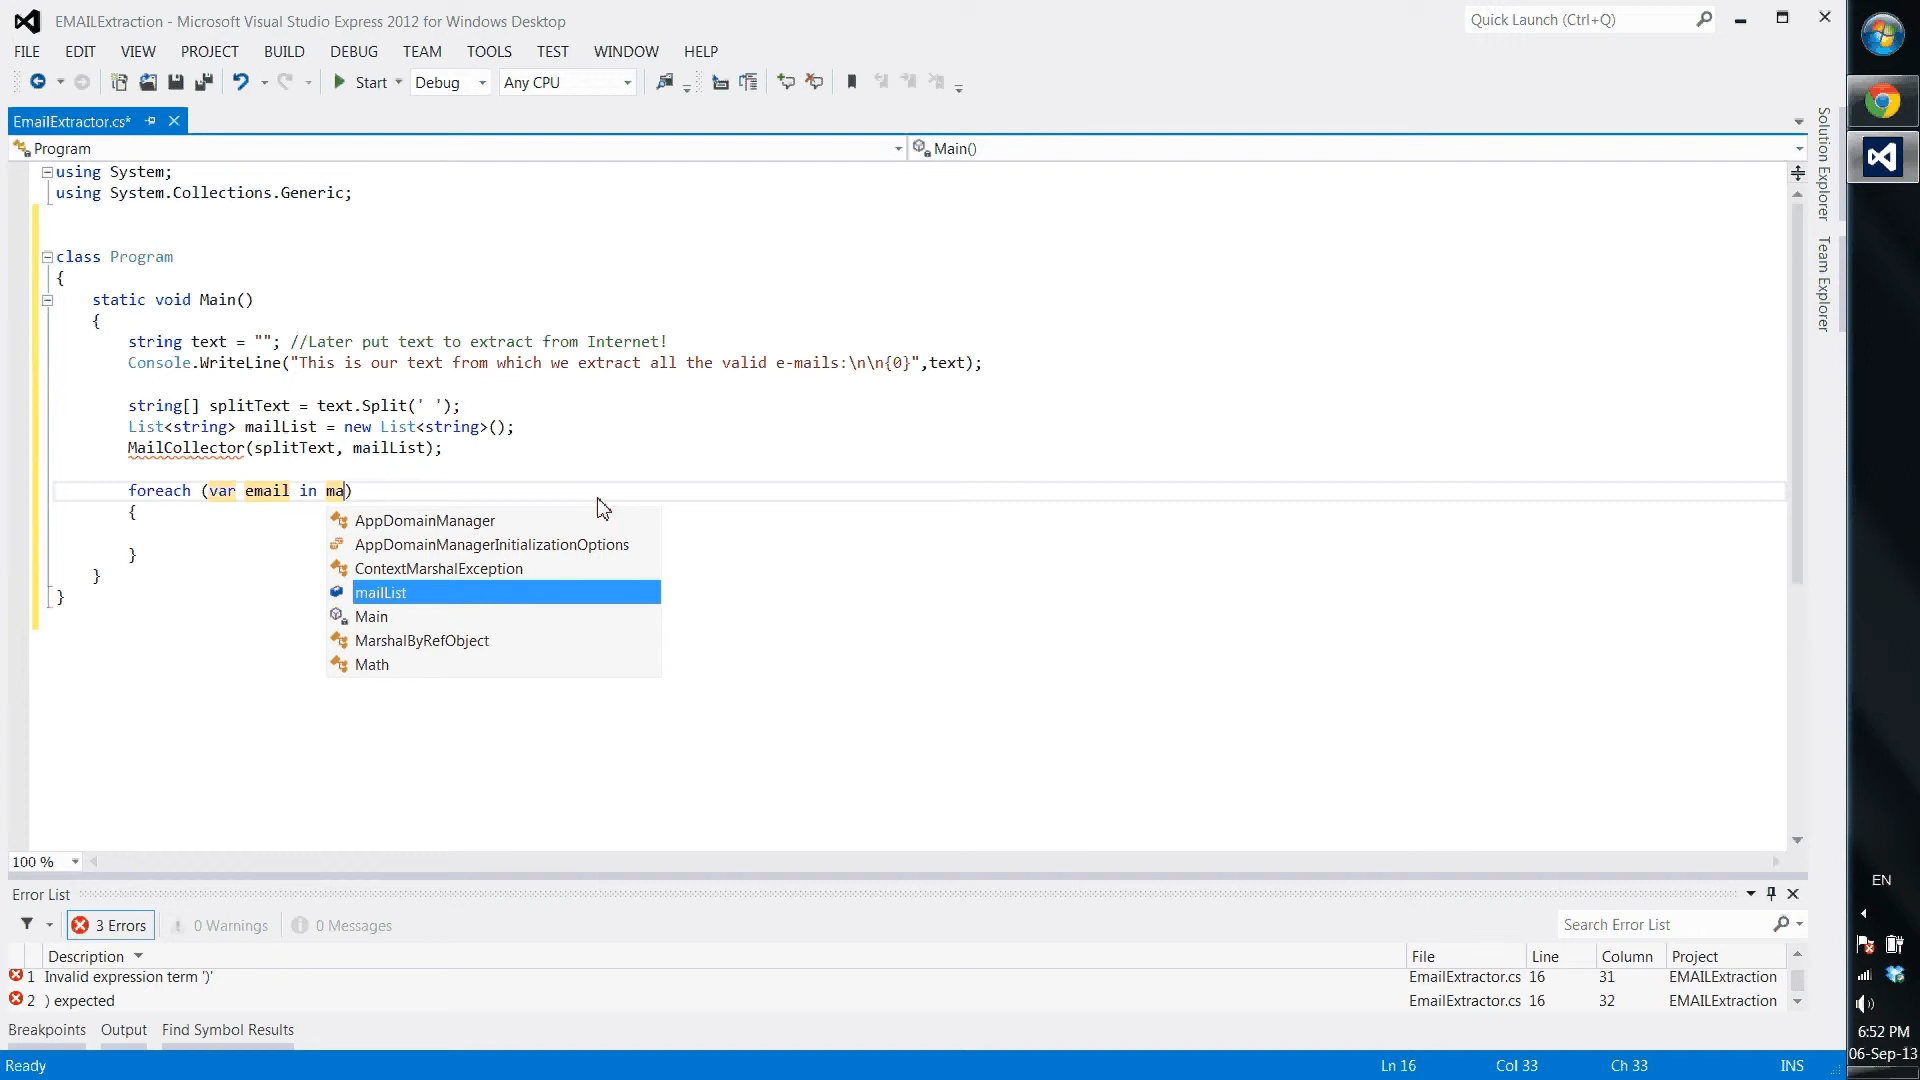 EMAILExtraction - Microsoft Visual Studio Express 2012 for Windows Desktop
Quick Launch (Ctrl+Q)
FILE EDIT VIEW PROJECT BUILD DEBUG TEAM TOOLS TEST WINDOW HELP
Start Debug Any CPU
EmailExtractor.cs*
Program Main()
using System;
using System.Collections.Generic;
class Program
{
static void Main()
{
string text = ""; //Later put text to extract from Internet!
Console.WriteLine("This is our text from which we extract all the valid e-mails:\n\n{0}",text);
string[] splitText = text.Split(' ');
List<string> mailList = new List<string>();
MailCollector(splitText, mailList);
foreach (var email in ma)
{
}
}
}
AppDomainManager
AppDomainManagerInitializationOptions
ContextMarshalException
mailList
Main
MarshalByRefObject
Math
Solution Explorer
Team Explorer
100 %
Error List
3 Errors 0 Warnings 0 Messages
Search Error List
Description File Line Column Project
1 Invalid expression term ')' EmailExtractor.cs 16 31 EMAILExtraction
2 ) expected EmailExtractor.cs 16 32 EMAILExtraction
Breakpoints Output Find Symbol Results
Ready Ln 16 Col 33 Ch 33 INS
EN
6:52 PM
06-Sep-13